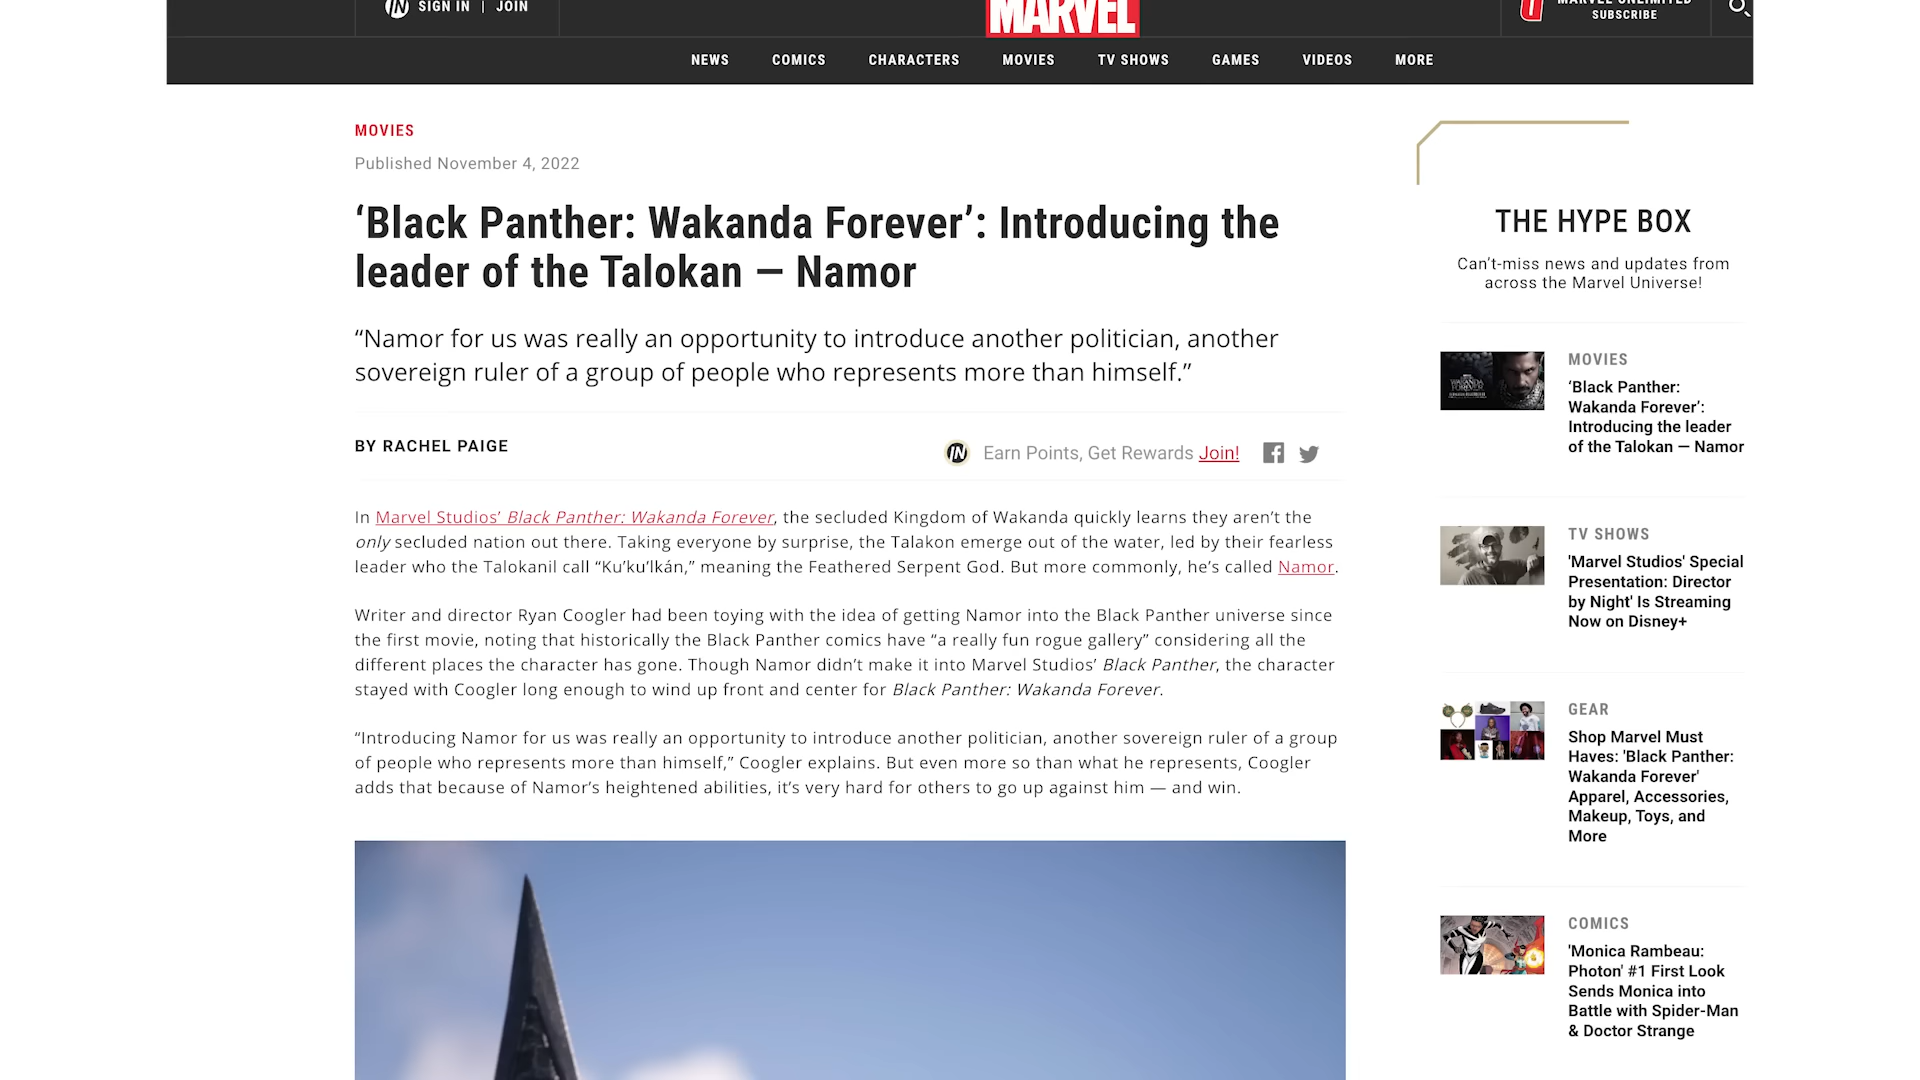 SIGN IN | JOIN
MARVEL
MARVEL UNLIMITED
SUBSCRIBE
NEWS COMICS CHARACTERS MOVIES TV SHOWS GAMES VIDEOS MORE
MOVIES
Published November 4, 2022
‘Black Panther: Wakanda Forever’: Introducing the
leader of the Talokan — Namor
“Namor for us was really an opportunity to introduce another politician, another
sovereign ruler of a group of people who represents more than himself.”
BY RACHEL PAIGE
IN Earn Points, Get Rewards Join!
In Marvel Studios’ Black Panther: Wakanda Forever, the secluded Kingdom of Wakanda quickly learns they aren’t the
only secluded nation out there. Taking everyone by surprise, the Talakon emerge out of the water, led by their fearless
leader who the Talokanil call “Ku’ku’lkán,” meaning the Feathered Serpent God. But more commonly, he’s called Namor.
Writer and director Ryan Coogler had been toying with the idea of getting Namor into the Black Panther universe since
the first movie, noting that historically the Black Panther comics have “a really fun rogue gallery” considering all the
different places the character has gone. Though Namor didn’t make it into Marvel Studios’ Black Panther, the character
stayed with Coogler long enough to wind up front and center for Black Panther: Wakanda Forever.
“Introducing Namor for us was really an opportunity to introduce another politician, another sovereign ruler of a group
of people who represents more than himself,” Coogler explains. But even more so than what he represents, Coogler
adds that because of Namor’s heightened abilities, it’s very hard for others to go up against him — and win.
THE HYPE BOX
Can't-miss news and updates from
across the Marvel Universe!
MOVIES
‘Black Panther:
Wakanda Forever’:
Introducing the leader
of the Talokan — Namor
TV SHOWS
'Marvel Studios' Special
Presentation: Director
by Night' Is Streaming
Now on Disney+
GEAR
Shop Marvel Must
Haves: 'Black Panther:
Wakanda Forever'
Apparel, Accessories,
Makeup, Toys, and
More
COMICS
'Monica Rambeau:
Photon' #1 First Look
Sends Monica into
Battle with Spider-Man
& Doctor Strange